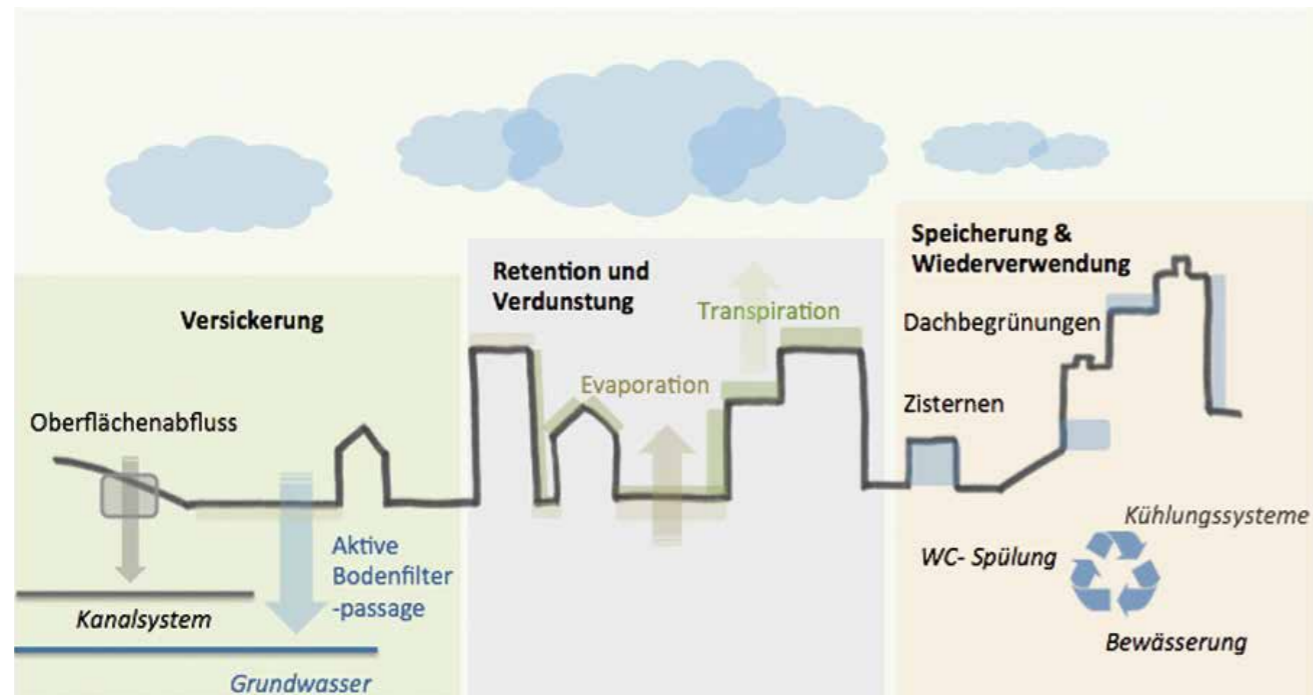 Versickerung
Oberflächenabfluss
Aktive
Bodenfilter
-passage
Kanalsystem
Grundwasser
Retention und
Verdunstung
Transpiration
Evaporation
Speicherung &
Wiederverwendung
Dachbegrünungen
Zisternen
Kühlungssysteme
WC- Spülung
Bewässerung